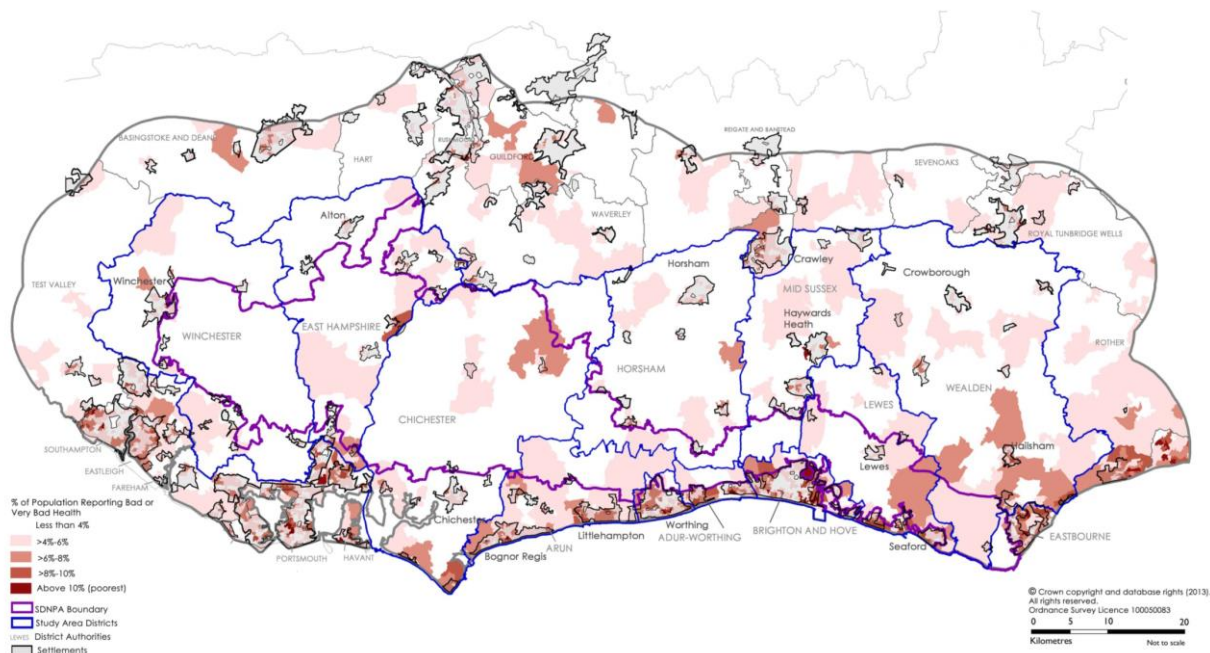 BASINGSTOKE AND DEANE
HART
RUSHMOOR
GUILDFORD
REIGATE AND BANSTEAD
SEVENOAKS
WAVERLEY
ROYAL TUNBRIDGE WELLS
Alton
Horsham
Crawley
Crowborough
TEST VALLEY
Winchester
WINCHESTER
EAST HAMPSHIRE
MID SUSSEX
Haywards
Heath
ROTHER
HORSHAM
WEALDEN
CHICHESTER
LEWES
SOUTHAMPTON
EASTLEIGH
FAREHAM
Hailsham
Lewes
% of Population Reporting Bad or
Very Bad Health
Less than 4%
>4%-6%
>6%-8%
>8%-10%
Above 10% (poorest)
SDNPA Boundary
Study Area Districts
LEWES District Authorities
Settlements
PORTSMOUTH
HAVANT
Chichester
Bognor Regis
Littlehampton
ARUN
Worthing
ADUR-WORTHING
BRIGHTON AND HOVE
Seaford
EASTBOURNE
© Crown copyright and database rights (2013).
All rights reserved.
Ordnance Survey Licence 100050083
0 5 10 20
Kilometres Not to scale